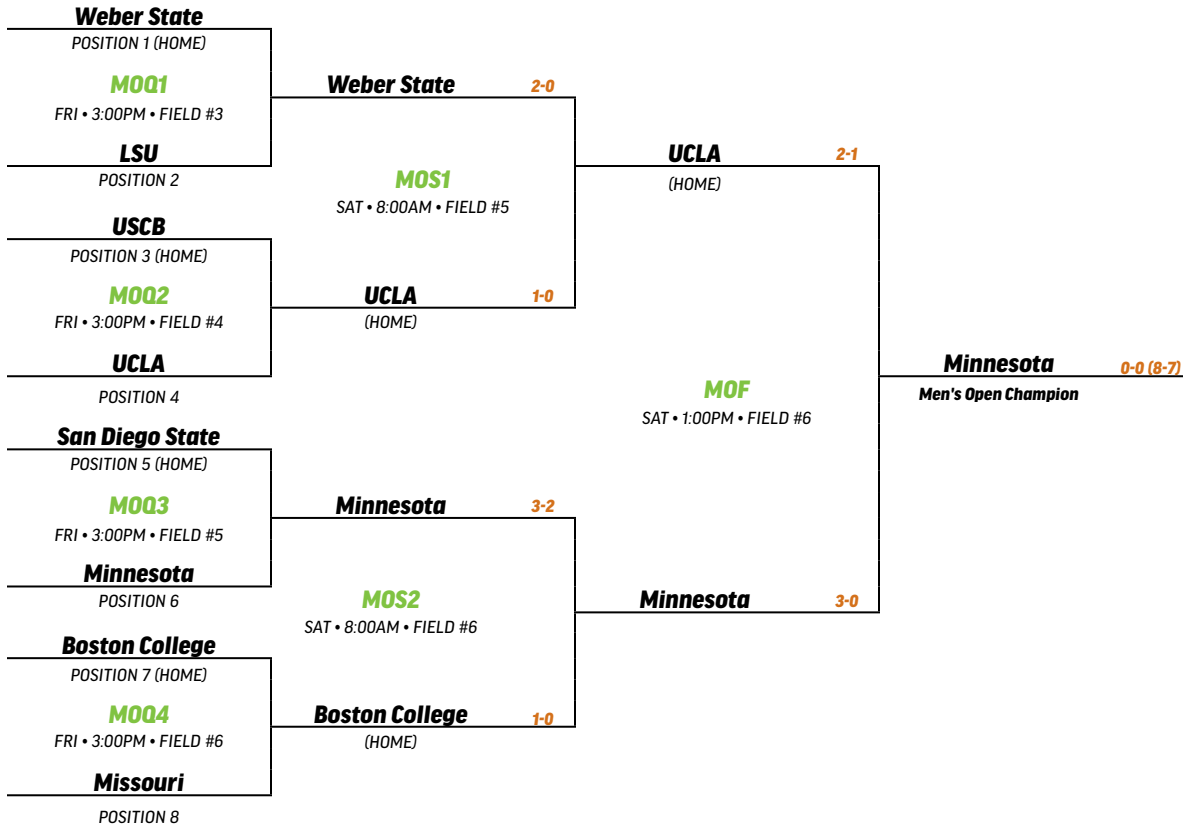 Weber State
POSITION 1 (HOME)
MOQ1
FRI • 3:00PM • FIELD #3
LSU
POSITION 2
USCB
POSITION 3 (HOME)
MOQ2
FRI • 3:00PM • FIELD #4
UCLA
POSITION 4
San Diego State
POSITION 5 (HOME)
MOQ3
FRI • 3:00PM • FIELD #5
Minnesota
POSITION 6
Boston College
POSITION 7 (HOME)
MOQ4
FRI • 3:00PM • FIELD #6
Missouri
POSITION 8
Weber State 2-0
MOS1
SAT • 8:00AM • FIELD #5
UCLA 1-0
(HOME)
Minnesota 3-2
MOS2
SAT • 8:00AM • FIELD #6
Boston College 1-0
(HOME)
UCLA 2-1
(HOME)
MOF
SAT • 1:00PM • FIELD #6
Minnesota 3-0
Minnesota 0-0 (8-7)
Men's Open Champion